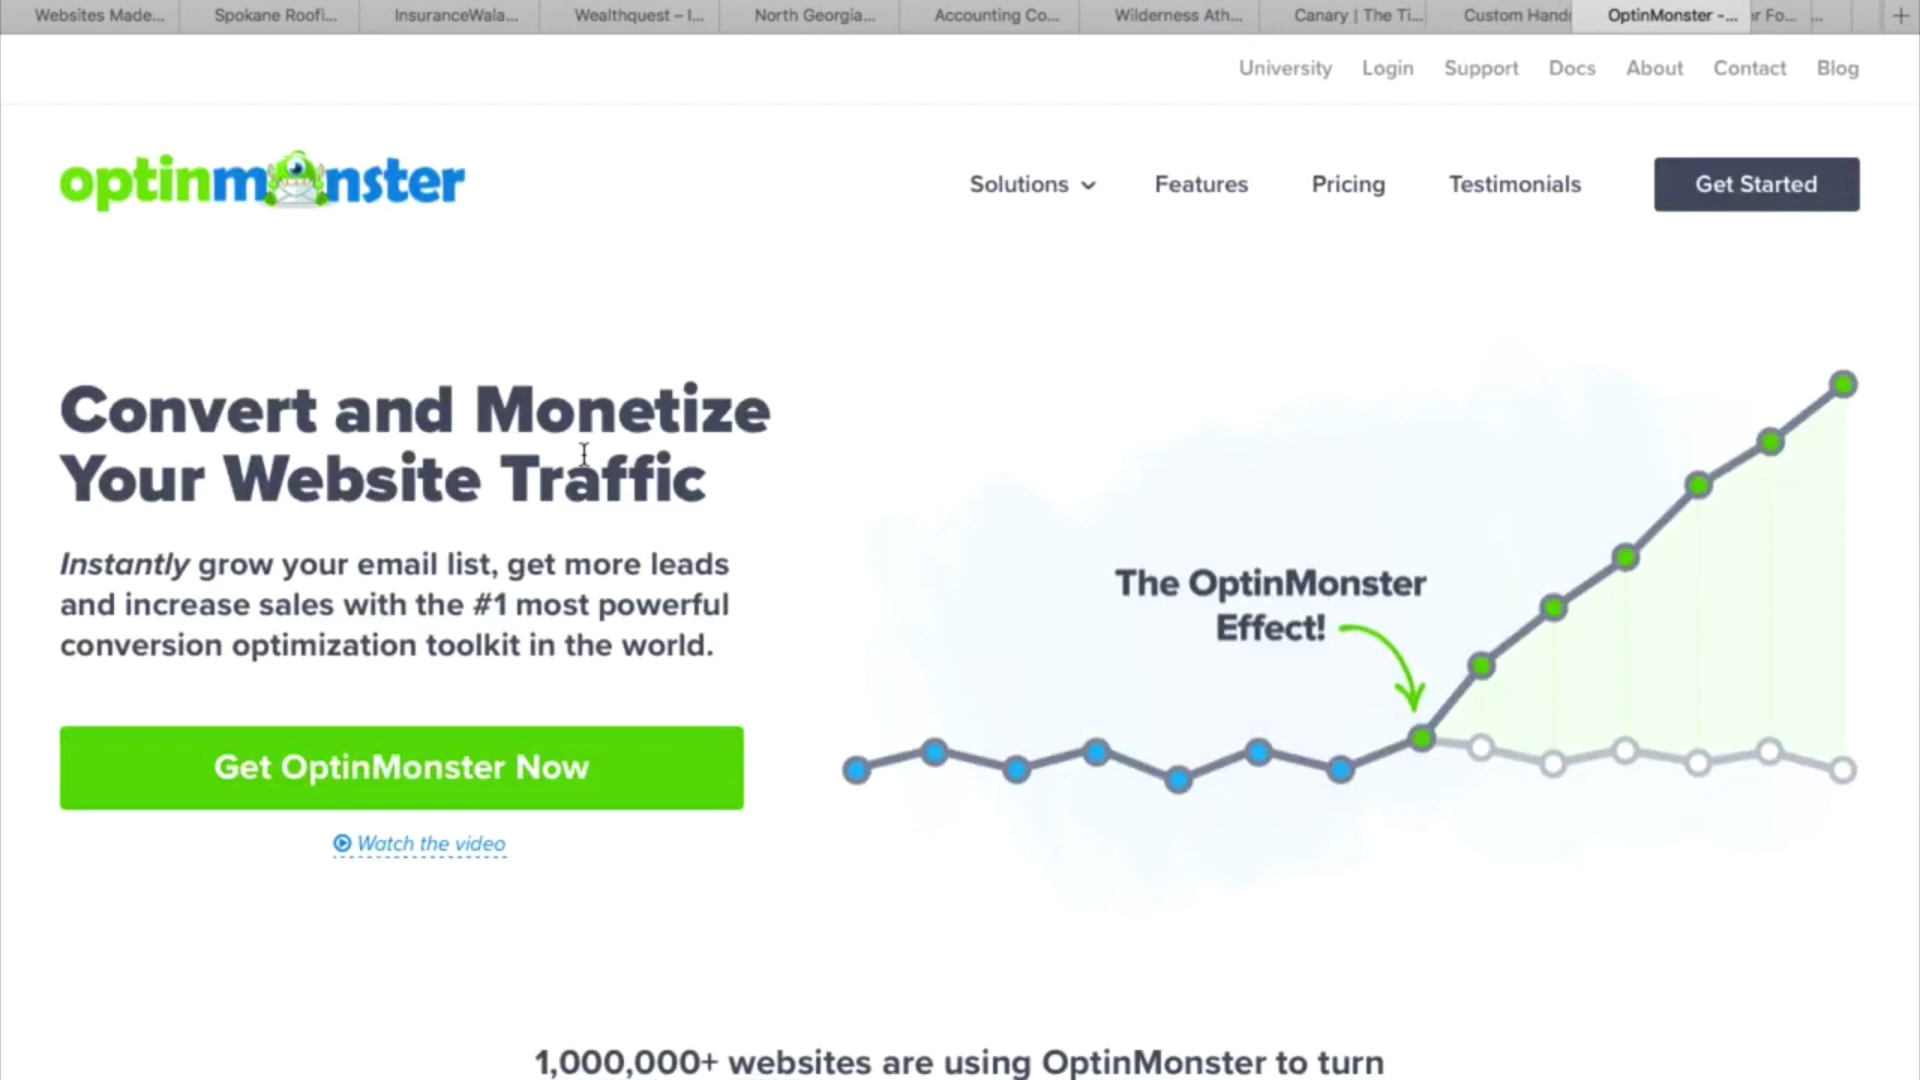 Websites Made...
Spokane Roofi...
InsuranceWala...
Wealthquest – I...
North Georgia...
Accounting Co...
Wilderness Ath...
Canary | The Ti...
Custom Hand
OptinMonster -...
r Fo...
...
University
Login
Support
Docs
About
Contact
Blog
optinmonster
Solutions
Features
Pricing
Testimonials
Get Started
Convert and Monetize
Your Website Traffic
Instantly grow your email list, get more leads
and increase sales with the #1 most powerful
conversion optimization toolkit in the world.
Get OptinMonster Now
Watch the video
The OptinMonster
Effect!
1,000,000+ websites are using OptinMonster to turn